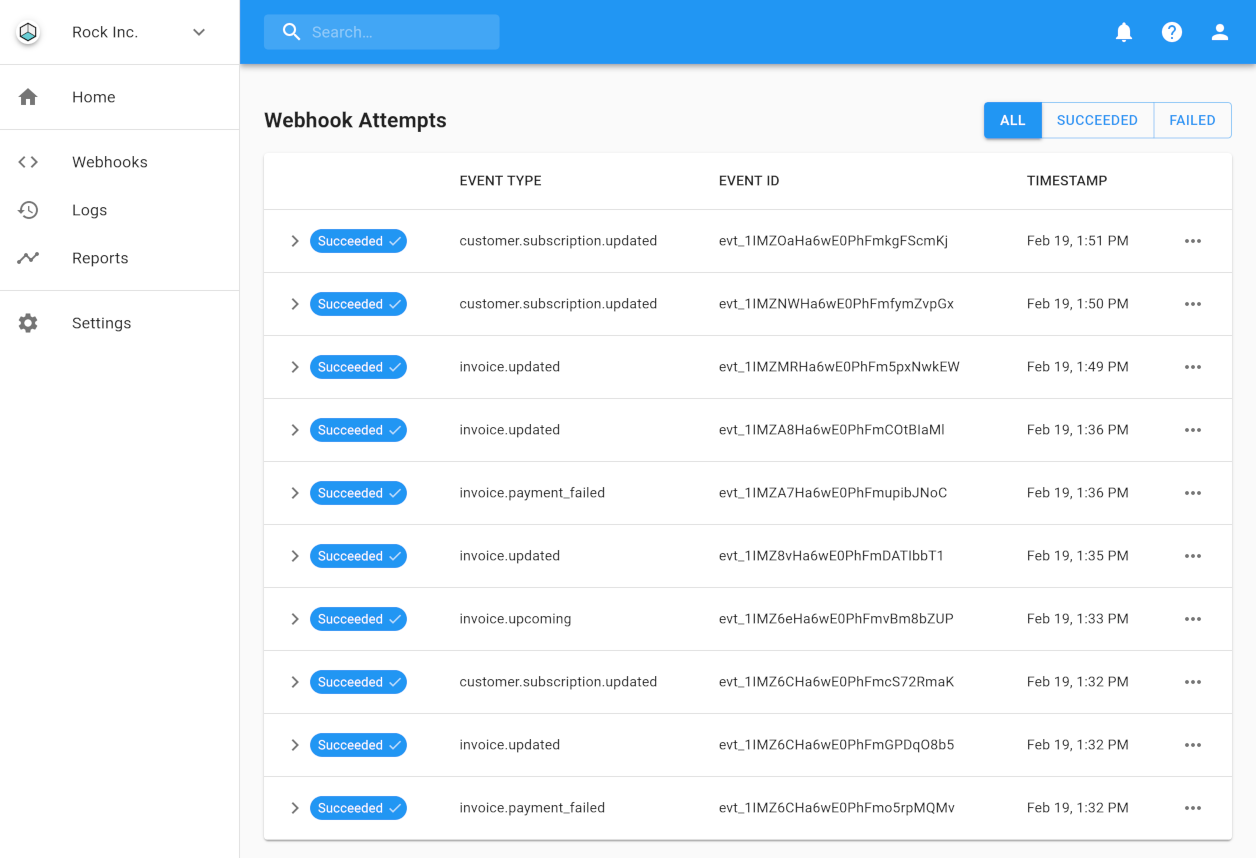 Rock Inc.
Search…
Home
Webhooks
Logs
Reports
Settings
Webhook Attempts
ALL SUCCEEDED FAILED
EVENT TYPE EVENT ID TIMESTAMP
Succeeded customer.subscription.updated evt_1IMZOaHa6wE0PhFmkgFScmKj Feb 19, 1:51 PM
Succeeded customer.subscription.updated evt_1IMZNWHa6wE0PhFmfymZvpGx Feb 19, 1:50 PM
Succeeded invoice.updated evt_1IMZMRHa6wE0PhFm5pxNwkEW Feb 19, 1:49 PM
Succeeded invoice.updated evt_1IMZA8Ha6wE0PhFmCOtBIaMl Feb 19, 1:36 PM
Succeeded invoice.payment_failed evt_1IMZA7Ha6wE0PhFmupibJNoC Feb 19, 1:36 PM
Succeeded invoice.updated evt_1IMZ8vHa6wE0PhFmDATIbbT1 Feb 19, 1:35 PM
Succeeded invoice.upcoming evt_1IMZ6eHa6wE0PhFmvBm8bZUP Feb 19, 1:33 PM
Succeeded customer.subscription.updated evt_1IMZ6CHa6wE0PhFmcS72RmaK Feb 19, 1:32 PM
Succeeded invoice.updated evt_1IMZ6CHa6wE0PhFmGPDqO8b5 Feb 19, 1:32 PM
Succeeded invoice.payment_failed evt_1IMZ6CHa6wE0PhFmo5rpMQMv Feb 19, 1:32 PM